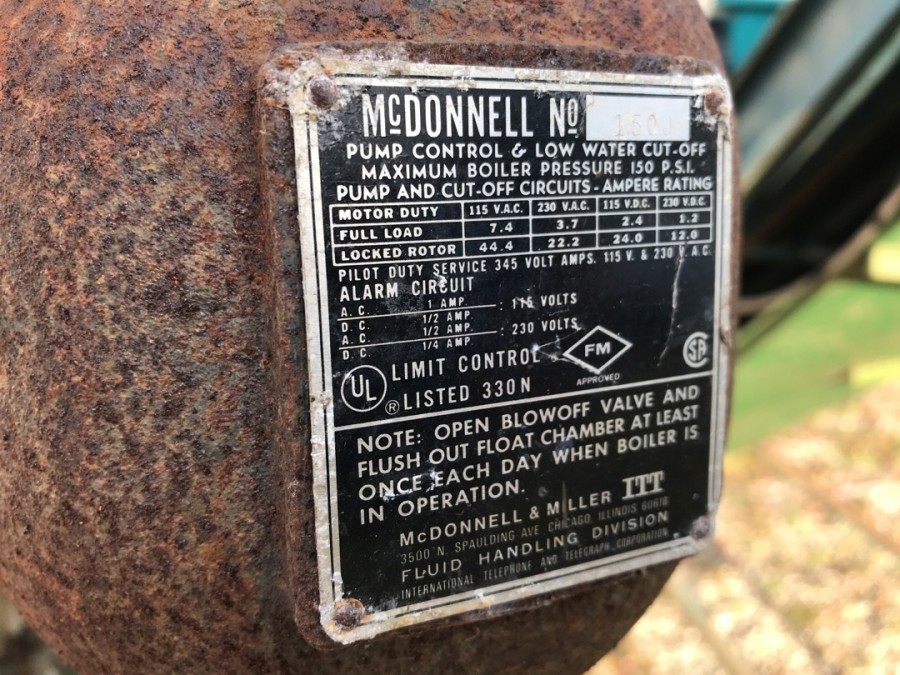 McDONNELL Nº 150
PUMP CONTROL & LOW WATER CUT-OFF
MAXIMUM BOILER PRESSURE 150 P.S.I.
PUMP AND CUT-OFF CIRCUITS - AMPERE RATING
MOTOR DUTY 115 V.A.C. 230 V.A.C. 115 V.D.C. 230 V.D.C.
FULL LOAD 7.4 3.7 2.4 1.2
LOCKED ROTOR 44.4 22.2 24.0 12.0
PILOT DUTY SERVICE 345 VOLT AMPS. 115 V. & 230 V. A.C.
ALARM CIRCUIT
A.C. 1 AMP. : 115 VOLTS
D.C. 1/2 AMP.
A.C. 1/2 AMP. : 230 VOLTS
D.C. 1/4 AMP.
UL ® LIMIT CONTROL FM SA
LISTED 330N APPROVED
NOTE: OPEN BLOWOFF VALVE AND
FLUSH OUT FLOAT CHAMBER AT LEAST
ONCE EACH DAY WHEN BOILER IS
IN OPERATION.
McDONNELL & MILLER ITT
3500 N. SPAULDING AVE. CHICAGO, ILLINOIS 60618
FLUID HANDLING DIVISION
INTERNATIONAL TELEPHONE AND TELEGRAPH CORPORATION